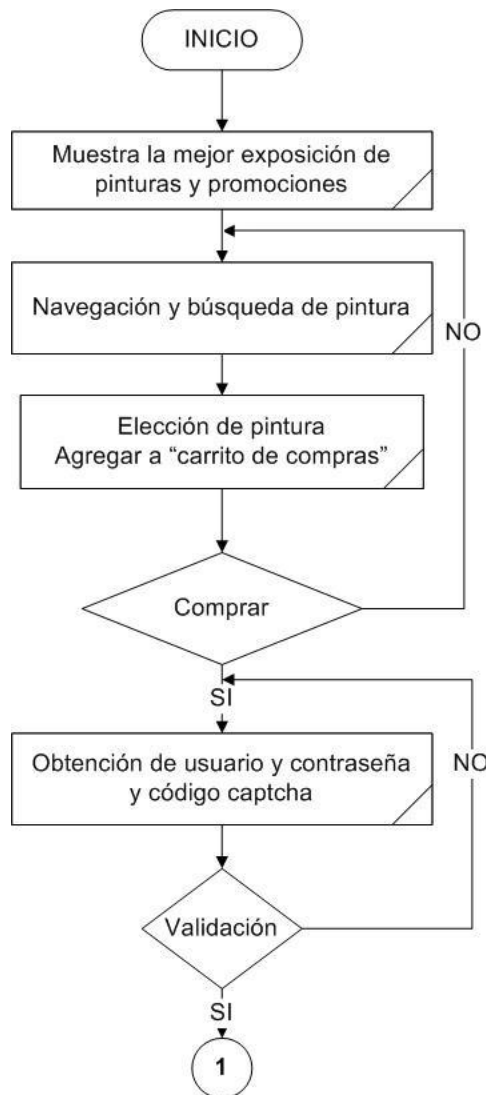 INICIO
Muestra la mejor exposición de
pinturas y promociones
Navegación y búsqueda de pintura
NO
Elección de pintura
Agregar a “carrito de compras”
Comprar
SI
Obtención de usuario y contraseña
y código captcha
NO
Validación
SI
1